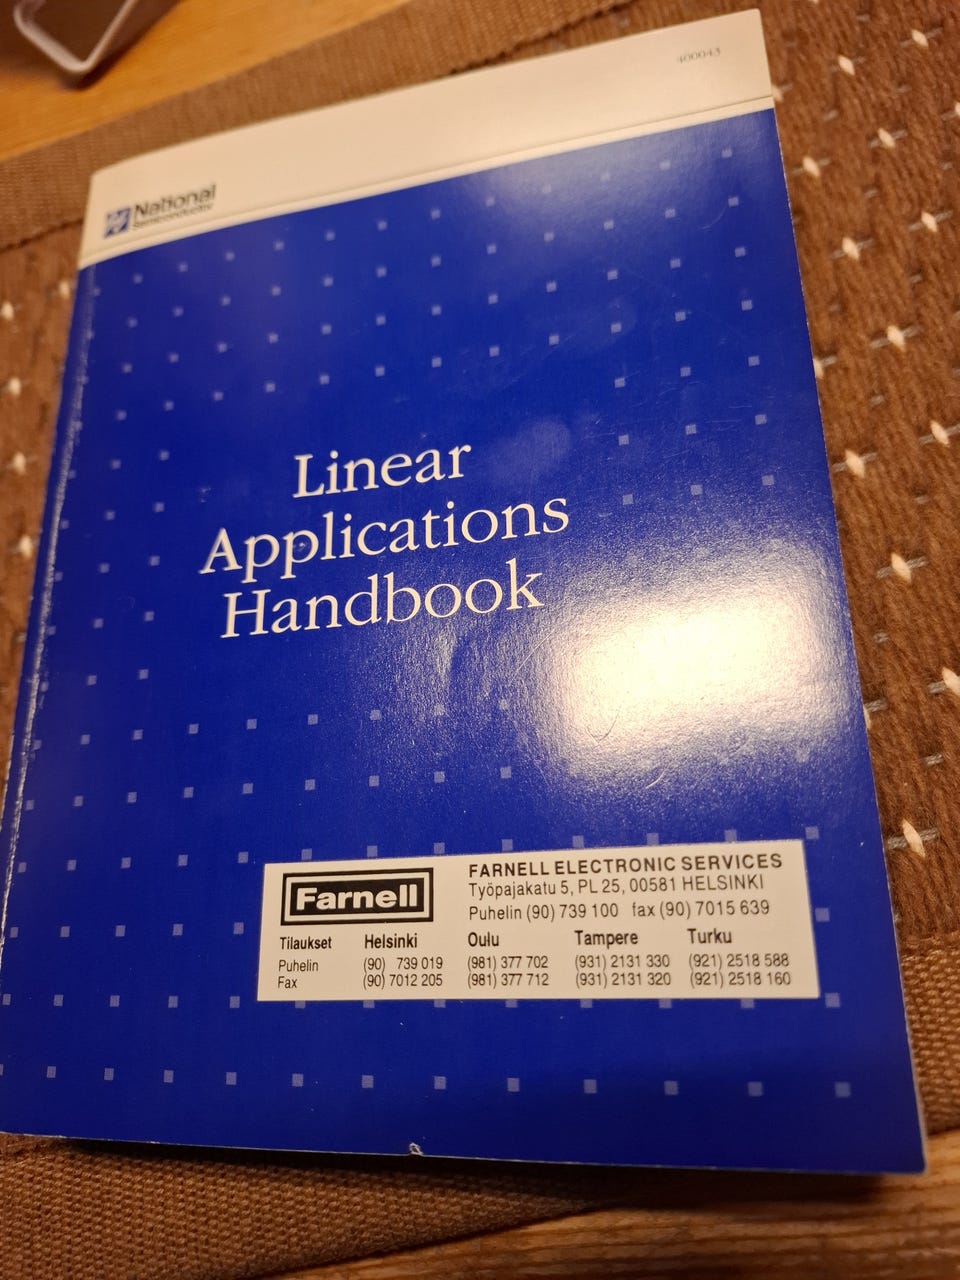 400043
National
Semiconductor
Linear
Applications
Handbook
Farnell
FARNELL ELECTRONIC SERVICES
Työpajakatu 5, PL 25, 00581 HELSINKI
Puhelin (90) 739 100 fax (90) 7015 639
Tilaukset Helsinki Oulu Tampere Turku
Puhelin (90) 739 019 (981) 377 702 (931) 2131 330 (921) 2518 588
Fax (90) 7012 205 (981) 377 712 (931) 2131 320 (921) 2518 160